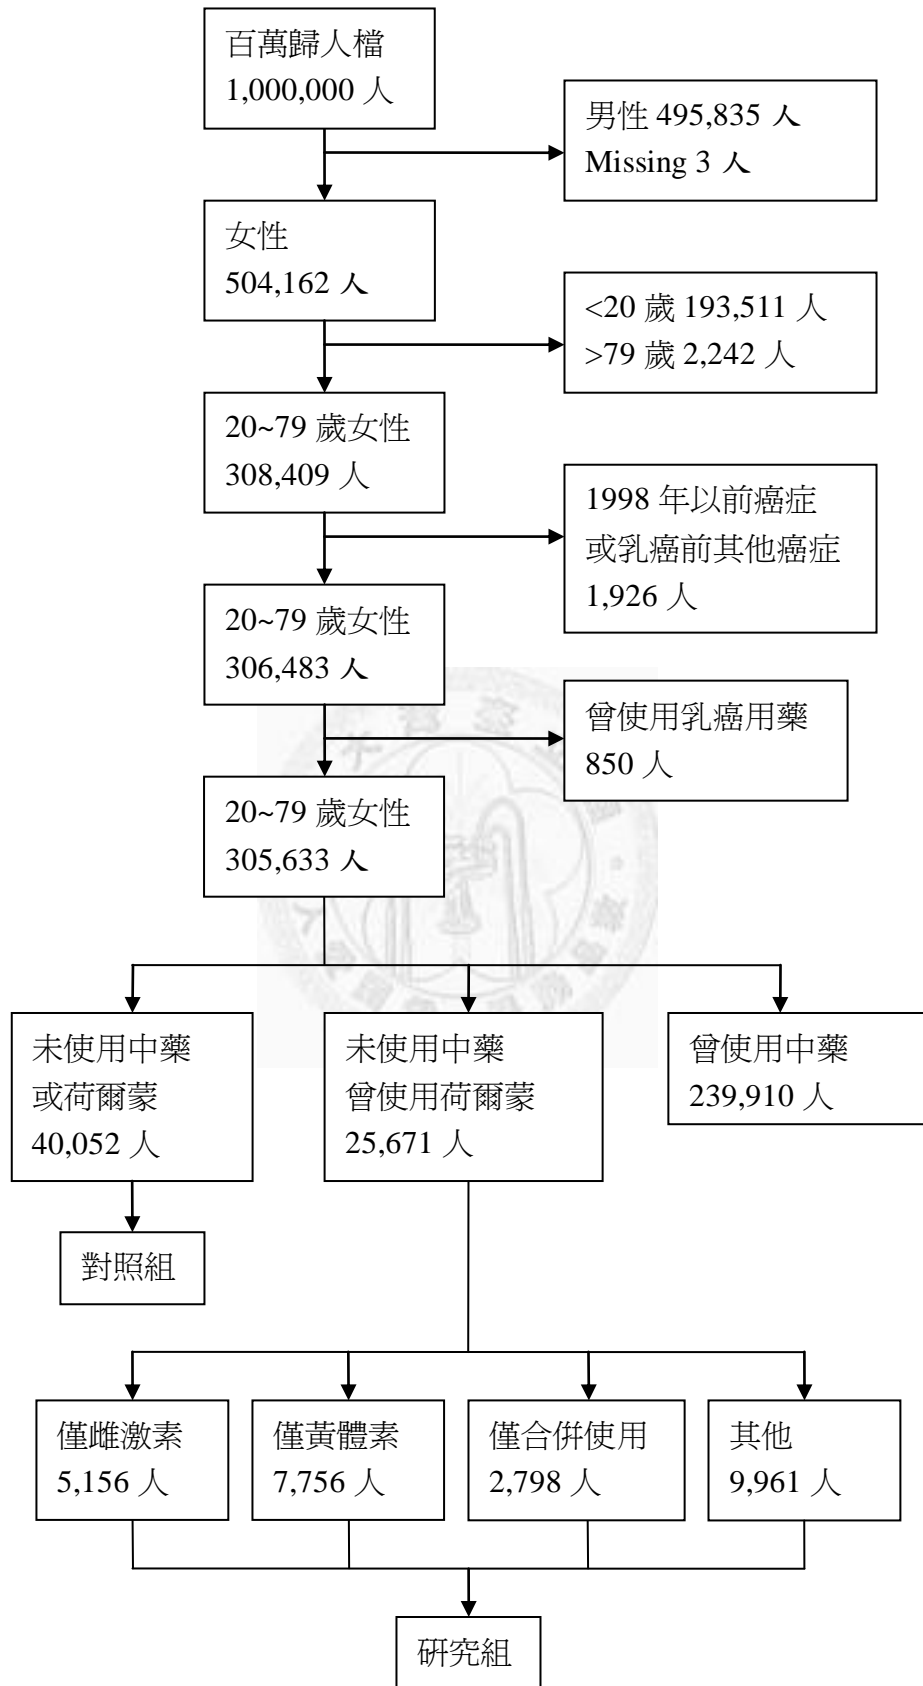 百萬歸人檔
1,000,000 人
男性 495,835 人
Missing 3 人
女性
504,162 人
<20 歲 193,511 人
>79 歲 2,242 人
20~79 歲女性
308,409 人
1998 年以前癌症
或乳癌前其他癌症
1,926 人
20~79 歲女性
306,483 人
曾使用乳癌用藥
850 人
20~79 歲女性
305,633 人
未使用中藥
或荷爾蒙
40,052 人
未使用中藥
曾使用荷爾蒙
25,671 人
曾使用中藥
239,910 人
對照組
僅雌激素
5,156 人
僅黃體素
7,756 人
僅合併使用
2,798 人
其他
9,961 人
研究組